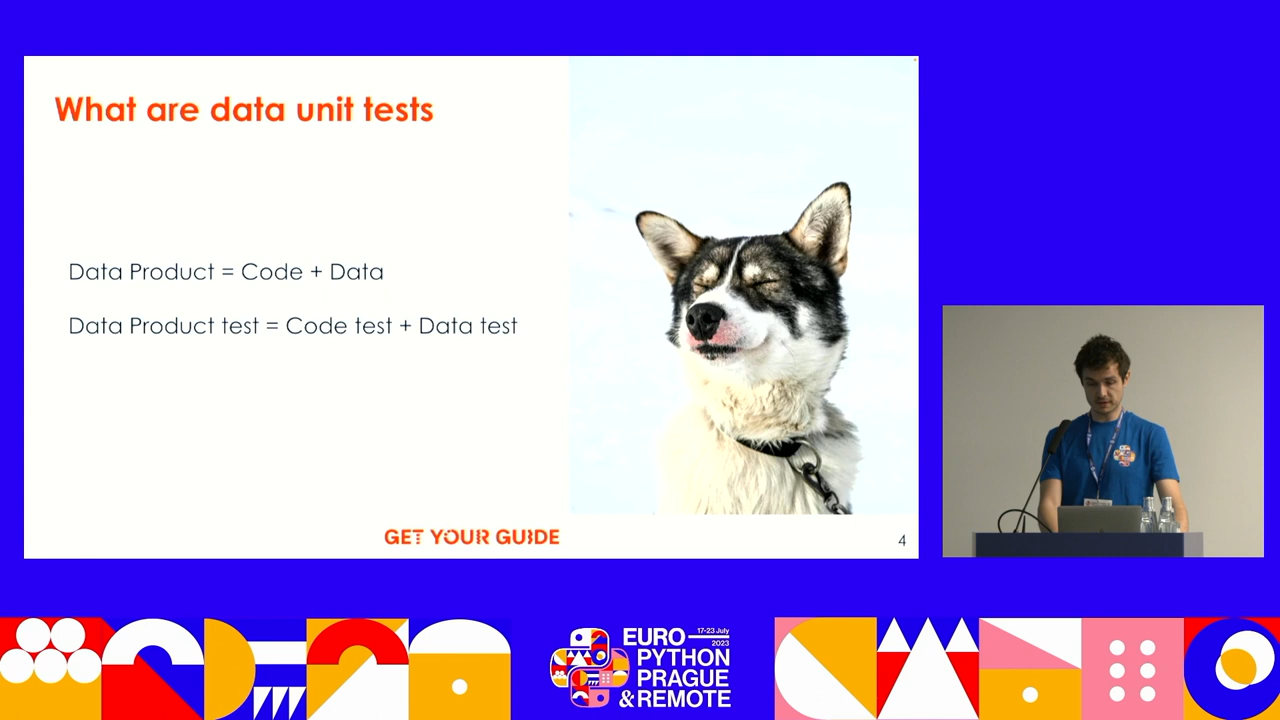 What are data unit tests
Data Product = Code + Data
Data Product test = Code test + Data test
GET YOUR GUIDE
4
EURO
17-23 July
2023
PYTHON
PRAGUE
& REMOTE